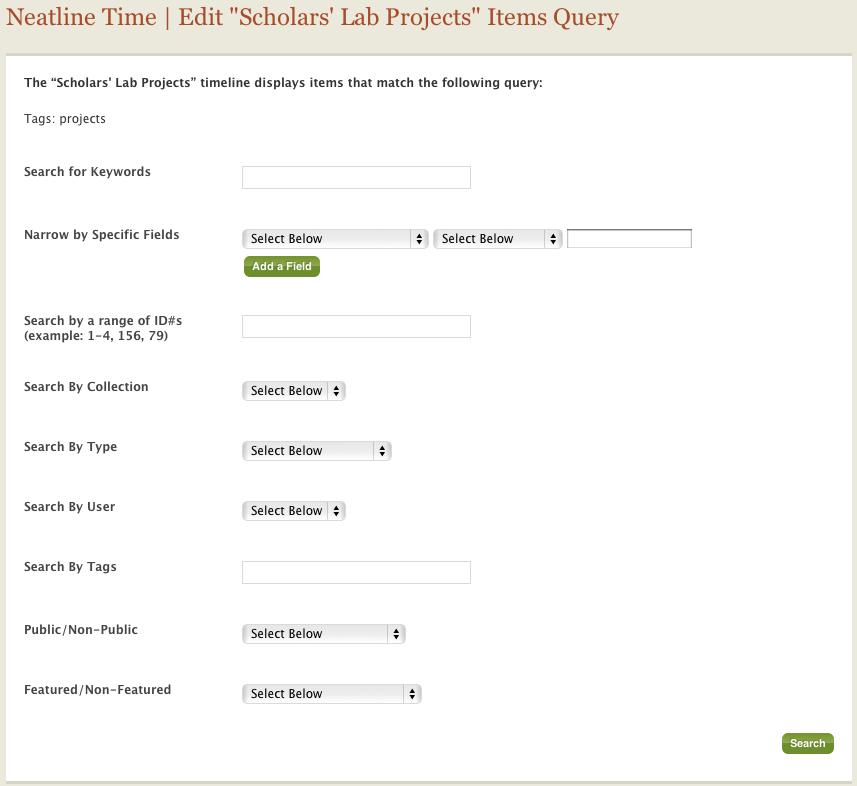 Neatline Time | Edit "Scholars' Lab Projects" Items Query
The “Scholars' Lab Projects” timeline displays items that match the following query:
Tags: projects
Search for Keywords
Narrow by Specific Fields
Select Below
Select Below
Add a Field
Search by a range of ID#s
(example: 1-4, 156, 79)
Search By Collection
Select Below
Search By Type
Select Below
Search By User
Select Below
Search By Tags
Public/Non-Public
Select Below
Featured/Non-Featured
Select Below
Search